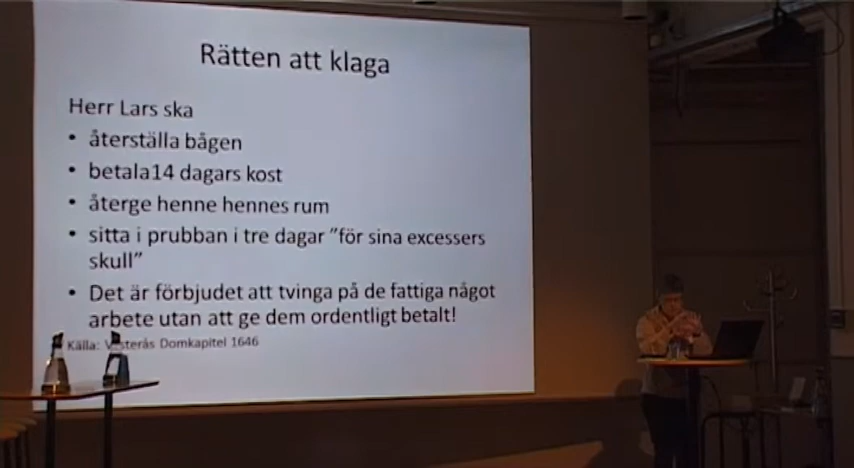 Rätten att klaga
Herr Lars ska
• återställa bågen
• betala14 dagars kost
• återge henne hennes rum
• sitta i prubban i tre dagar ”för sina excessers
skull”
• Det är förbjudet att tvinga på de fattiga något
arbete utan att ge dem ordentligt betalt!
Källa: Domkapitel 1646